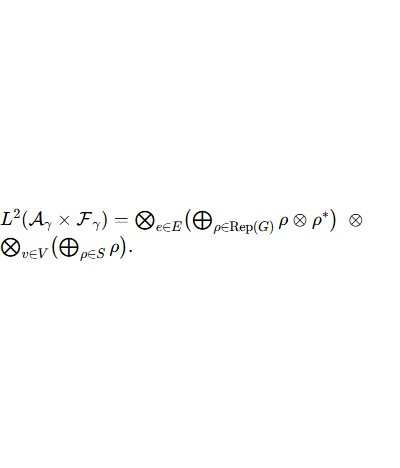 L²(𝒜_γ × ℱ_γ) = ⨂_{e∈E}(⨁_{ρ∈Rep(G)} ρ ⊗ ρ*) ⊗
⨂_{v∈V}(⨁_{ρ∈S} ρ).